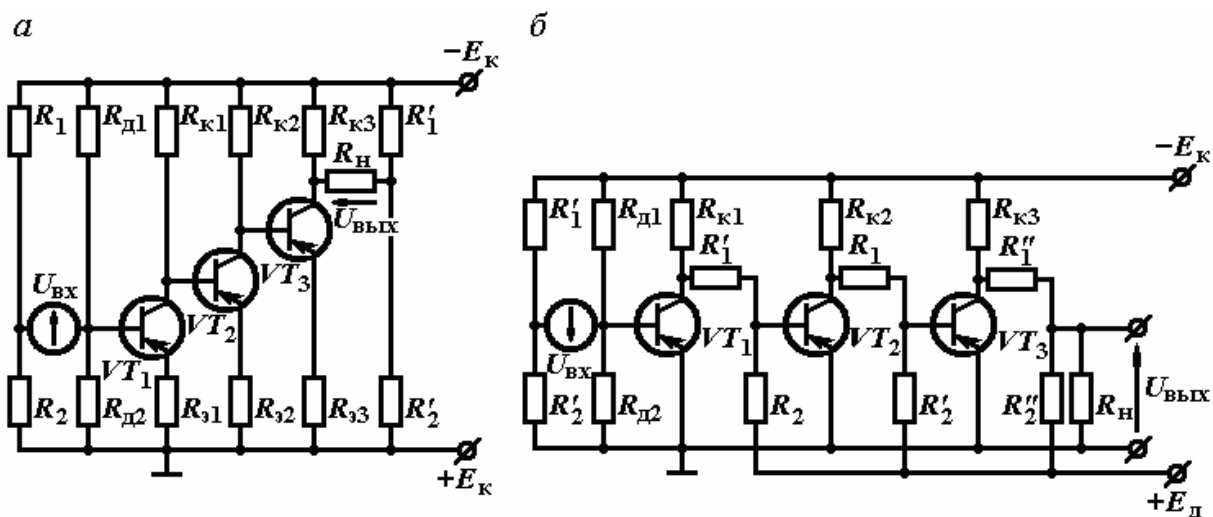 а
−Eк
R1 Rд1 Rк1 Rк2 Rк3 R′1
Rн
Uвых
VT3
Uвх
VT2
VT1
R2 Rд2 Rэ1 Rэ2 Rэ3 R′2
+Eк
б
−Eк
R′1 Rд1 Rк1 Rк2 Rк3
R′1 R1 R″1
Uвх VT1 VT2 VT3
R′2 Rд2 R2 R′2 R″2 Rн Uвых
+Eд